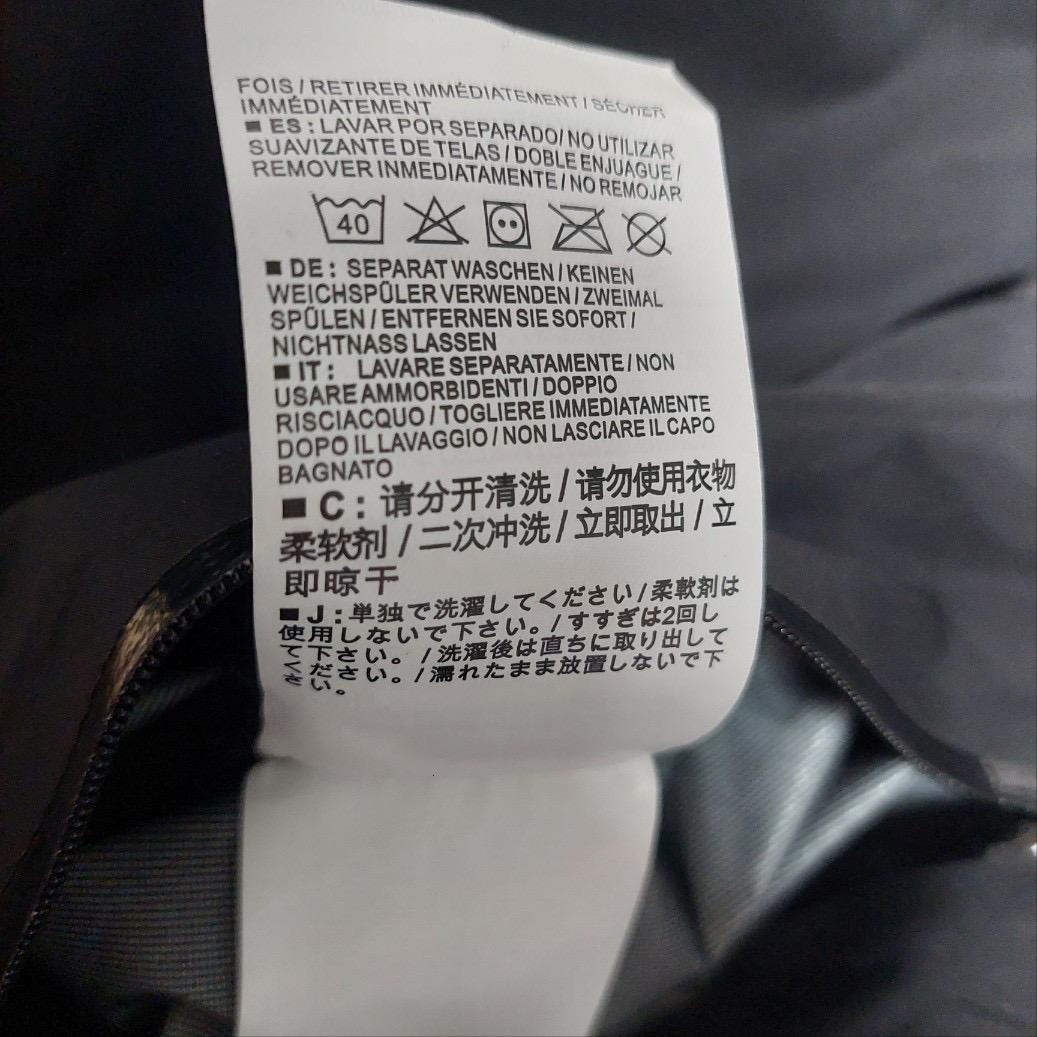 FOIS / RETIRER IMMÉDIATEMENT / SÉCHER
IMMÉDIATEMENT
■ ES : LAVAR POR SEPARADO/ NO UTILIZAR
SUAVIZANTE DE TELAS / DOBLE ENJUAGUE /
REMOVER INMEDIATAMENTE / NO REMOJAR
40
■ DE : SEPARAT WASCHEN / KEINEN
WEICHSPÜLER VERWENDEN / ZWEIMAL
SPÜLEN / ENTFERNEN SIE SOFORT /
NICHTNASS LASSEN
■ IT : LAVARE SEPARATAMENTE / NON
USARE AMMORBIDENTI / DOPPIO
RISCIACQUO / TOGLIERE IMMEDIATAMENTE
DOPO IL LAVAGGIO / NON LASCIARE IL CAPO
BAGNATO
■ C : 请分开清洗 / 请勿使用衣物
柔软剂 / 二次冲洗 / 立即取出 / 立
即晾干
■ J : 単独で洗濯してください / 柔軟剤は
使用しないで下さい。/ すすぎは2回し
て下さい。/ 洗濯後は直ちに取り出して
ください。/ 濡れたまま放置しないで下
さい。